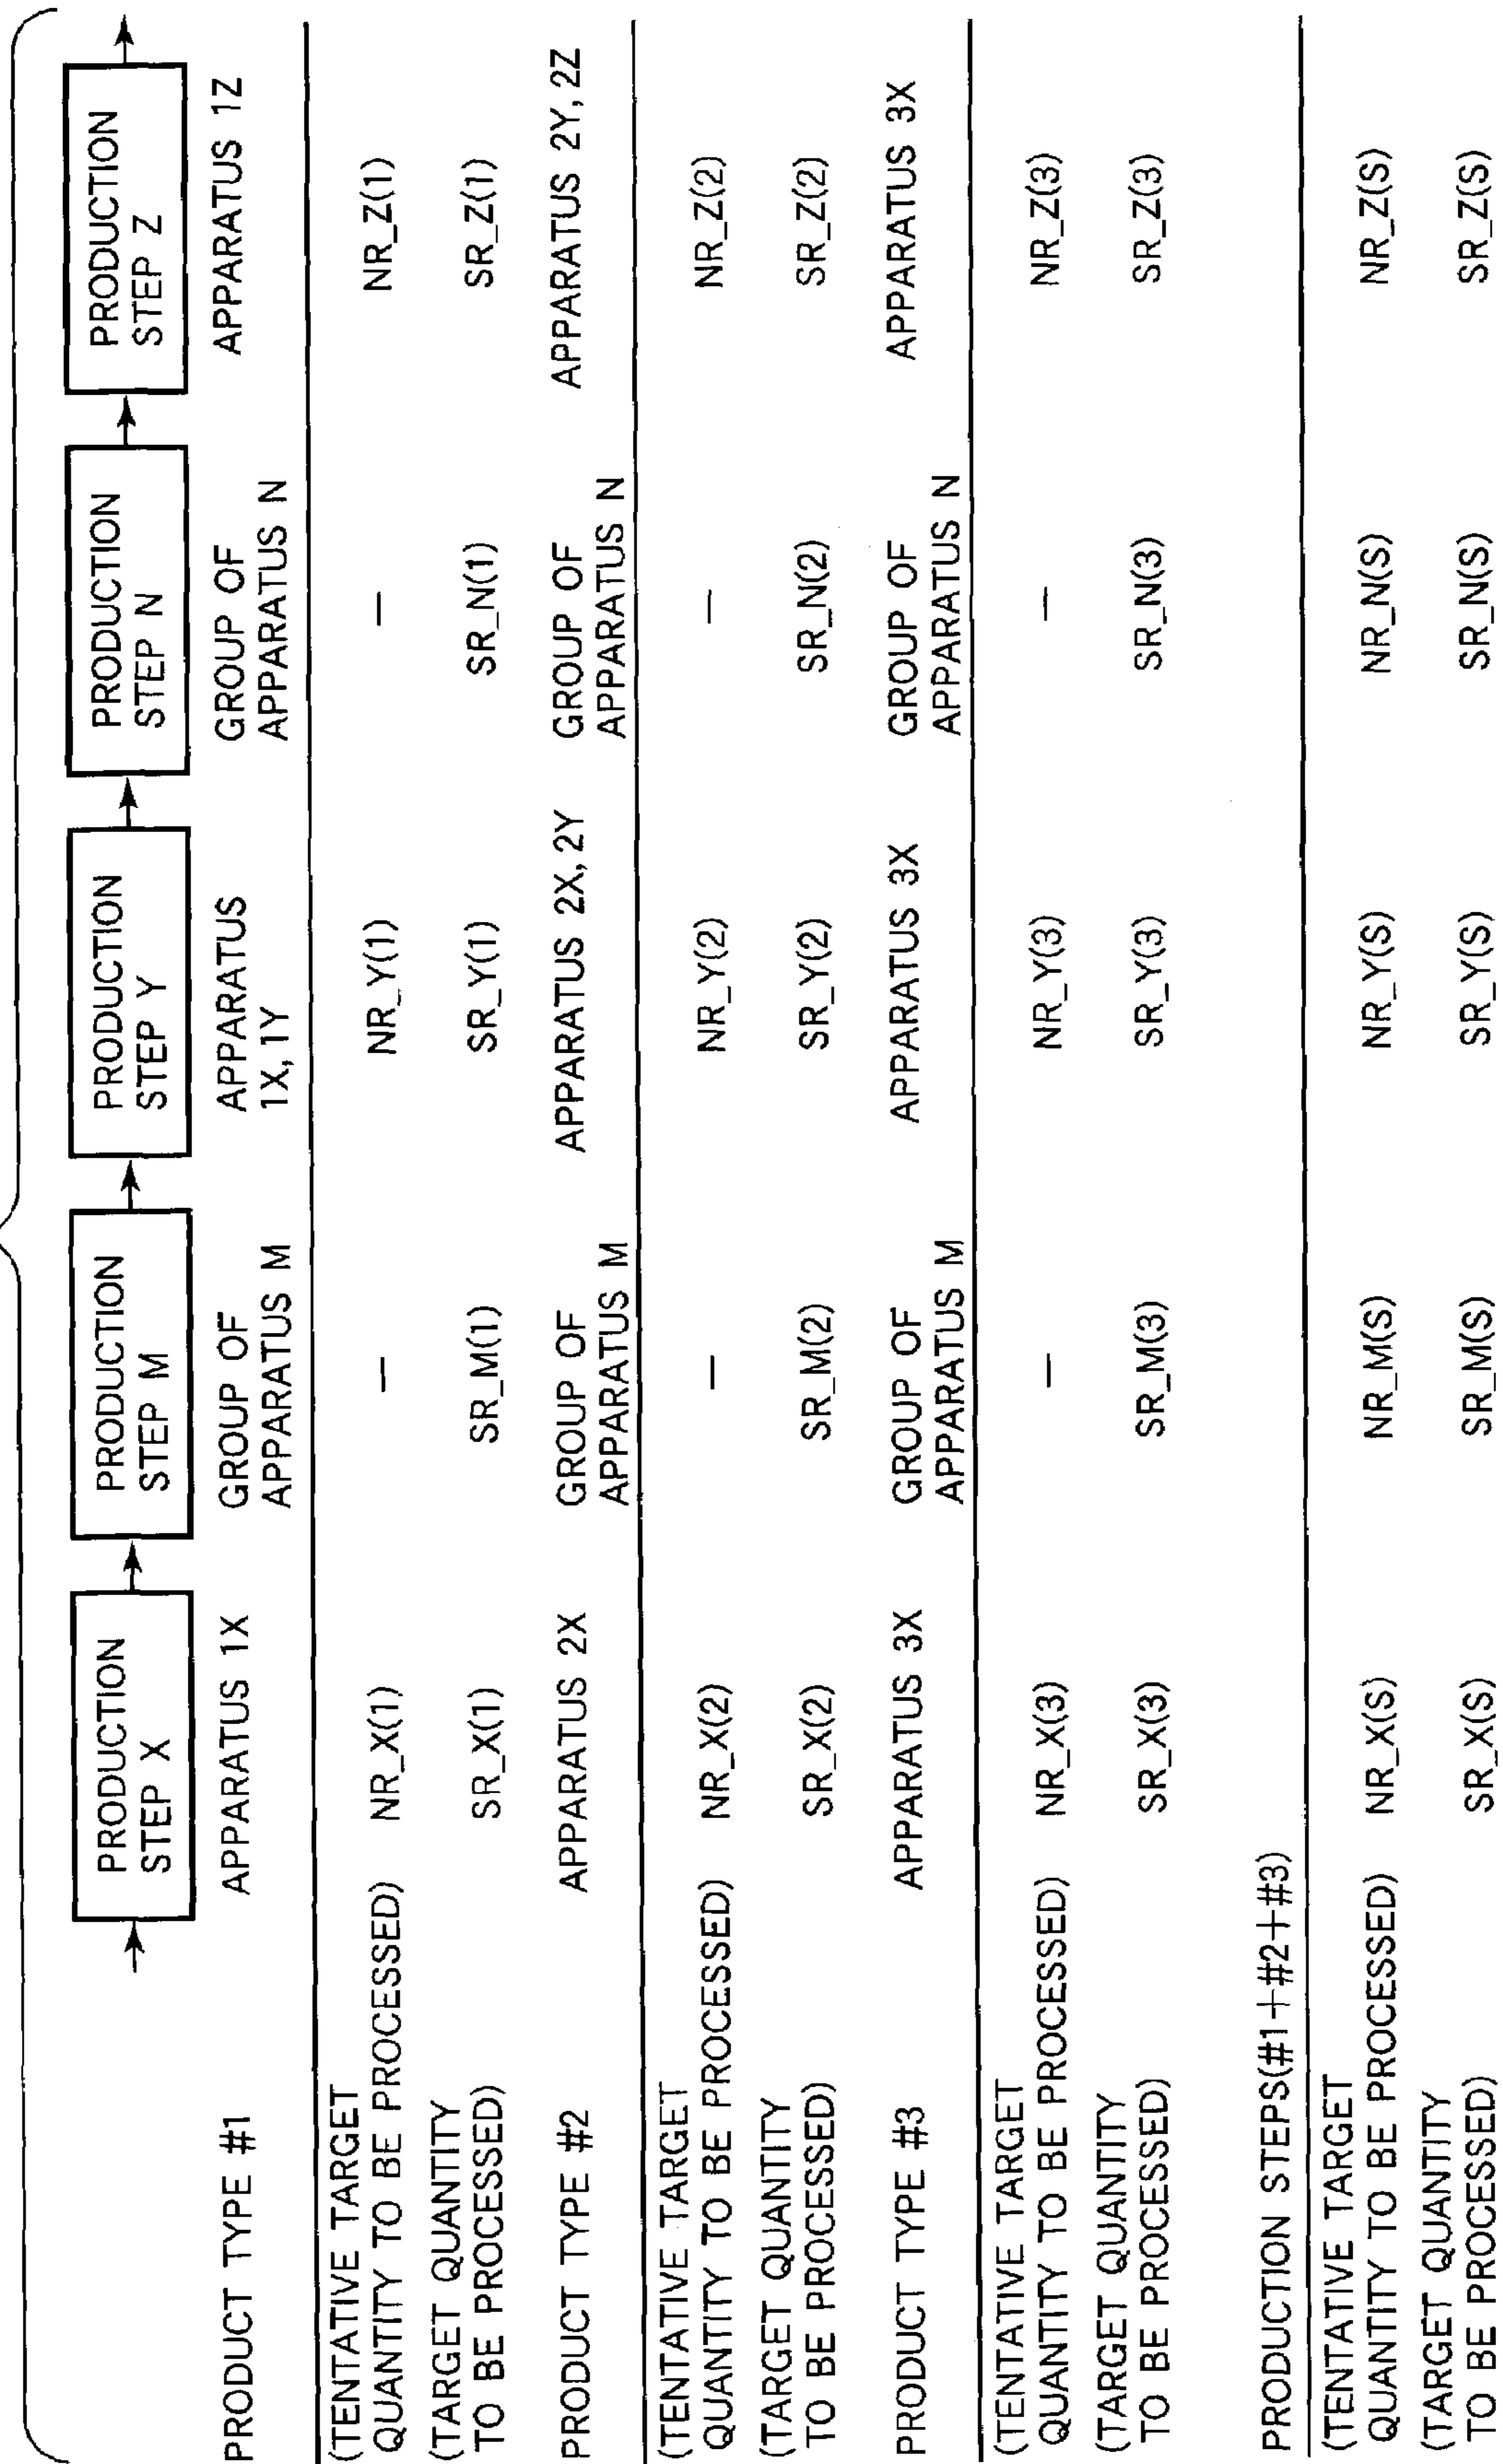 PRODUCTION STEP X
PRODUCTION STEP M
PRODUCTION STEP Y
PRODUCTION STEP N
PRODUCTION STEP Z
PRODUCT TYPE #1
APPARATUS 1X
GROUP OF APPARATUS M
APPARATUS 1X, 1Y
GROUP OF APPARATUS N
APPARATUS 1Z
(TENTATIVE TARGET
QUANTITY TO BE PROCESSED) NR_X(1) — NR_Y(1) — NR_Z(1)
(TARGET QUANTITY
TO BE PROCESSED) SR_X(1) SR_M(1) SR_Y(1) SR_N(1) SR_Z(1)
PRODUCT TYPE #2
APPARATUS 2X
GROUP OF APPARATUS M
APPARATUS 2X, 2Y
GROUP OF APPARATUS N
APPARATUS 2Y, 2Z
(TENTATIVE TARGET
QUANTITY TO BE PROCESSED) NR_X(2) — NR_Y(2) — NR_Z(2)
(TARGET QUANTITY
TO BE PROCESSED) SR_X(2) SR_M(2) SR_Y(2) SR_N(2) SR_Z(2)
PRODUCT TYPE #3
APPARATUS 3X
GROUP OF APPARATUS M
APPARATUS 3X
GROUP OF APPARATUS N
APPARATUS 3X
(TENTATIVE TARGET
QUANTITY TO BE PROCESSED) NR_X(3) — NR_Y(3) — NR_Z(3)
(TARGET QUANTITY
TO BE PROCESSED) SR_X(3) SR_M(3) SR_Y(3) SR_N(3) SR_Z(3)
PRODUCTION STEPS(#1+#2+#3)
(TENTATIVE TARGET
QUANTITY TO BE PROCESSED) NR_X(S) NR_M(S) NR_Y(S) NR_N(S) NR_Z(S)
(TARGET QUANTITY
TO BE PROCESSED) SR_X(S) SR_M(S) SR_Y(S) SR_N(S) SR_Z(S)